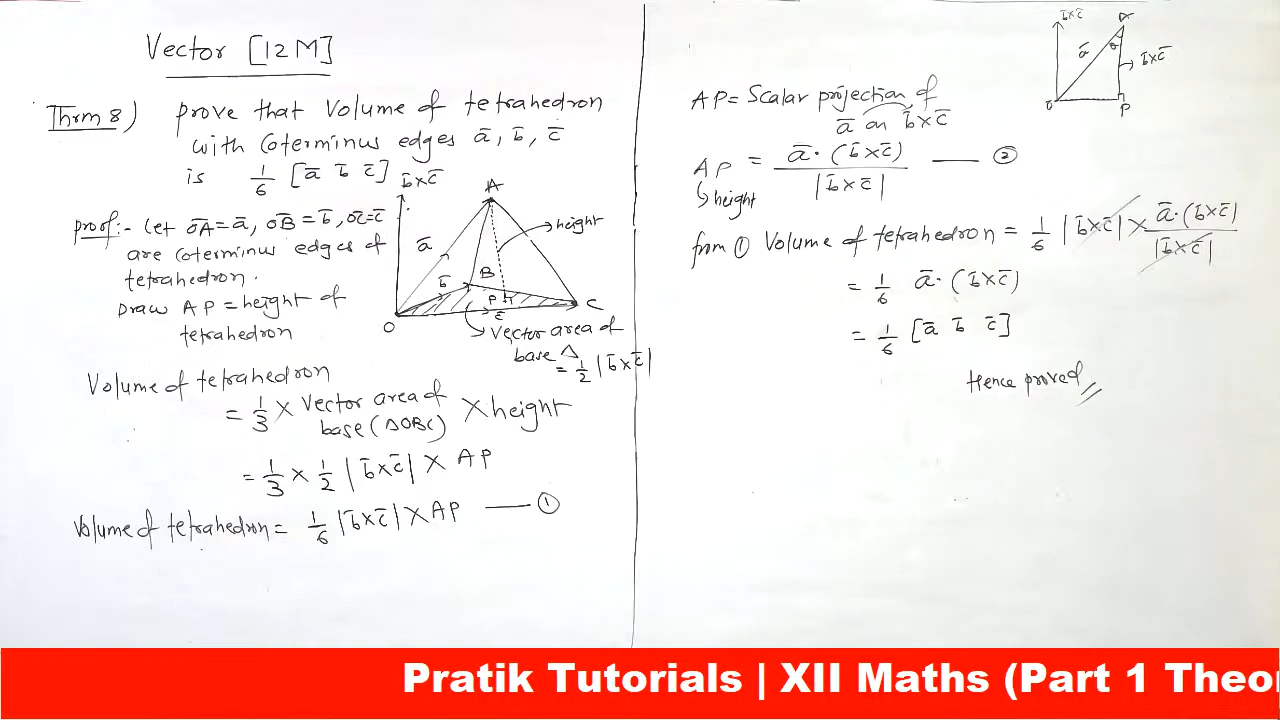 Vector [12 M]
Thrm 8) prove that Volume of tetrahedron
with Coterminus edges a̅, b̅, c̅
is 1/6 [a̅ b̅ c̅]
proof:- Let O̅A̅ = a̅, O̅B̅ = b̅, O̅C̅ = c̅
are Coterminus edges of
tetrahedron.
Draw AP = height of
tetrahedron
b̅×c̅
A
height
a̅
B
b̅
P
C
c̅
O
Vector area of
base Δ
= 1/2 |b̅×c̅|
Volume of tetrahedron
= 1/3 × Vector area of base (ΔOBC) × height
= 1/3 × 1/2 |b̅×c̅| × AP
Volume of tetrahedron = 1/6 |b̅×c̅| × AP —— ①
b̅×c̅
a̅
θ
b̅×c̅
O
P
AP = Scalar projection of
a̅ on b̅×c̅
AP = a̅·(b̅×c̅) / |b̅×c̅| —— ②
height
from ① Volume of tetrahedron = 1/6 |b̅×c̅| × a̅·(b̅×c̅) / |b̅×c̅|
= 1/6 a̅·(b̅×c̅)
= 1/6 [a̅ b̅ c̅]
Hence proved
Pratik Tutorials | XII Maths (Part 1 Theo